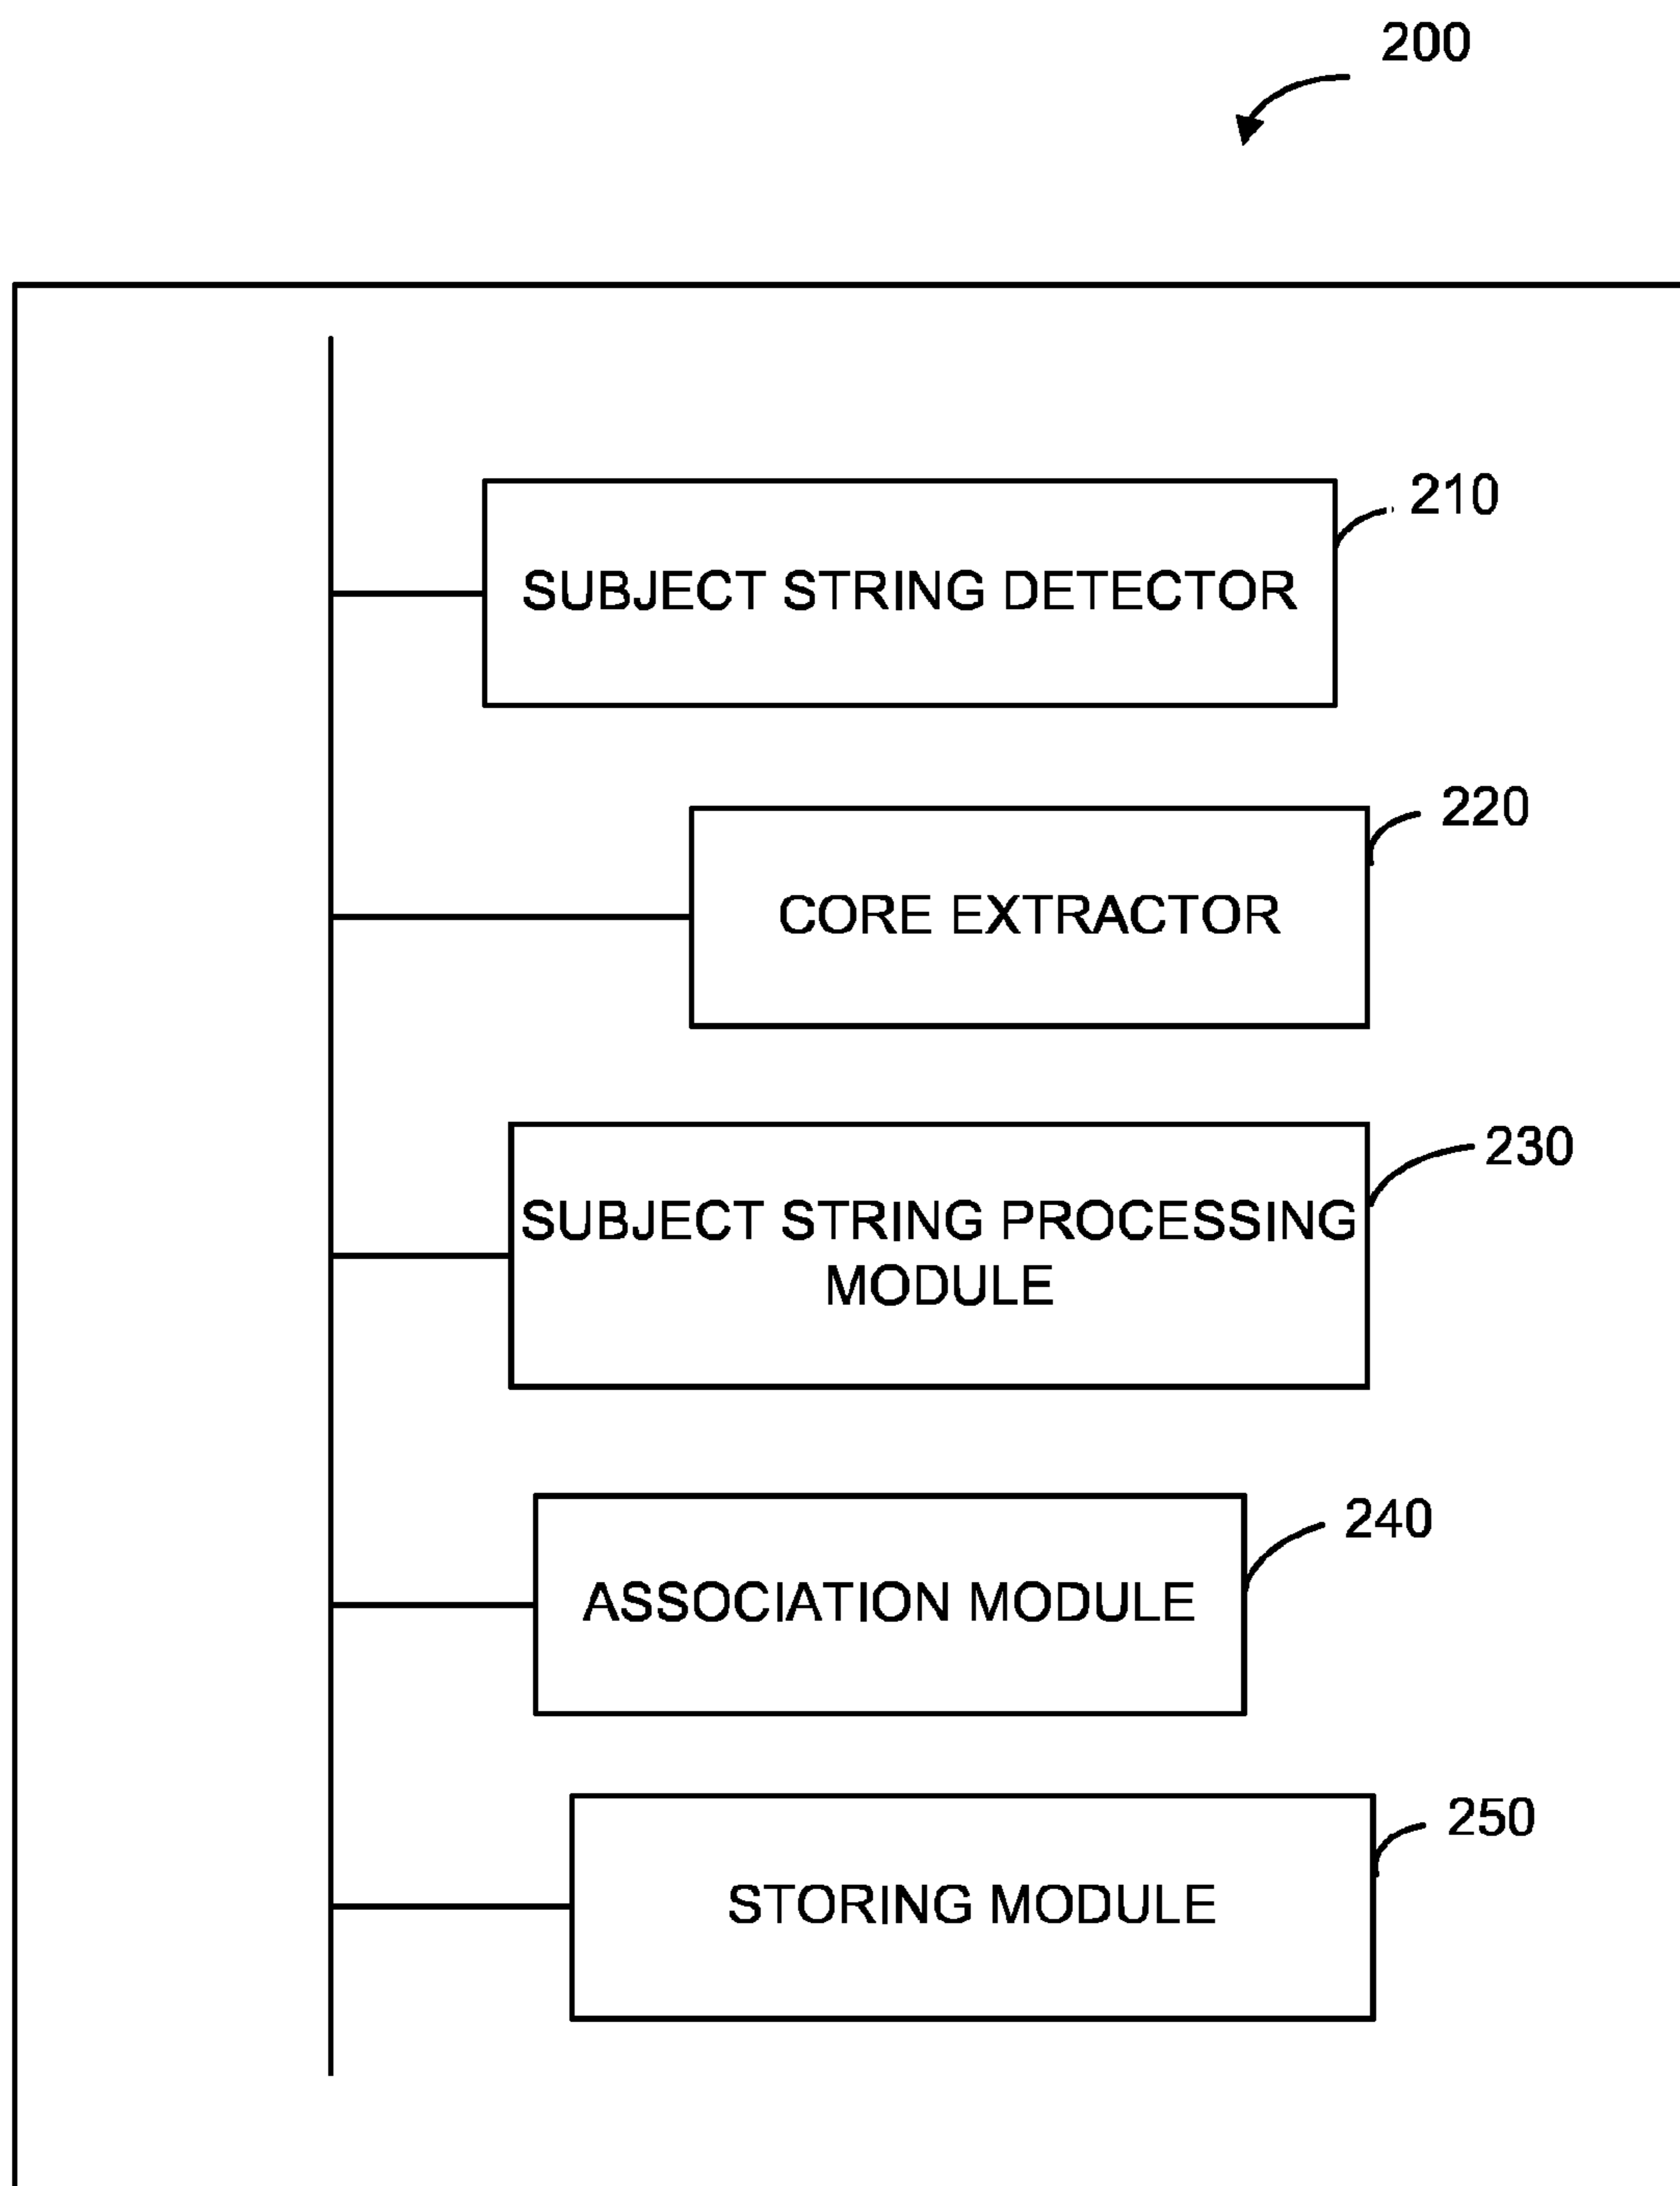 200
210
SUBJECT STRING DETECTOR
220
CORE EXTRACTOR
230
SUBJECT STRING PROCESSING
MODULE
240
ASSOCIATION MODULE
250
STORING MODULE